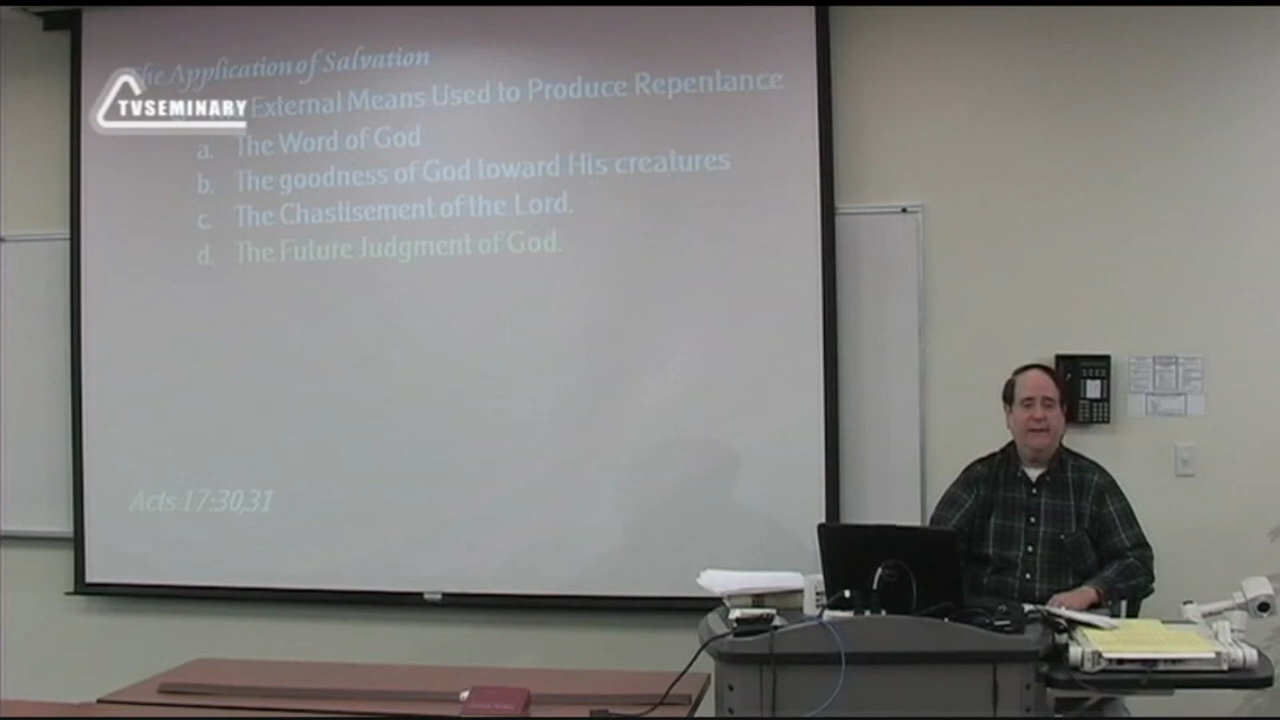 The Application of Salvation
TVSEMINARY
External Means Used to Produce Repentance
a. The Word of God
b. The goodness of God toward His creatures
c. The Chastisement of the Lord.
d. The Future Judgment of God.
Acts 17:30,31